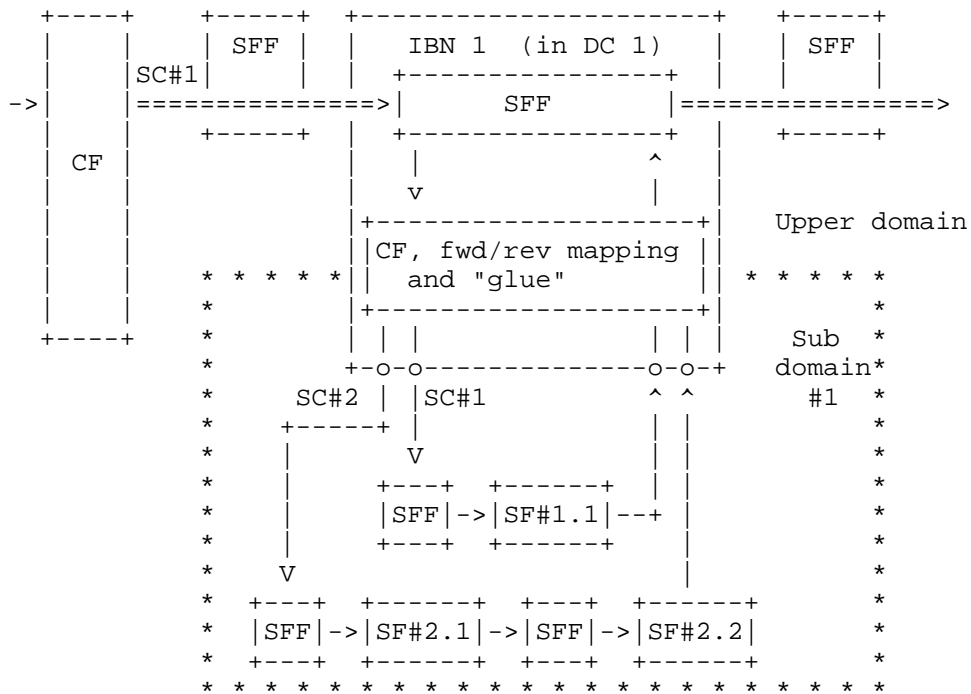 SFF IBN 1 (in DC 1) SFF
SC#1
-> SFF
CF
v
Upper domain
CF, fwd/rev mapping
and "glue"
Sub
domain
SC#2 SC#1 #1
V
SFF -> SF#1.1
V
SFF -> SF#2.1 -> SFF -> SF#2.2